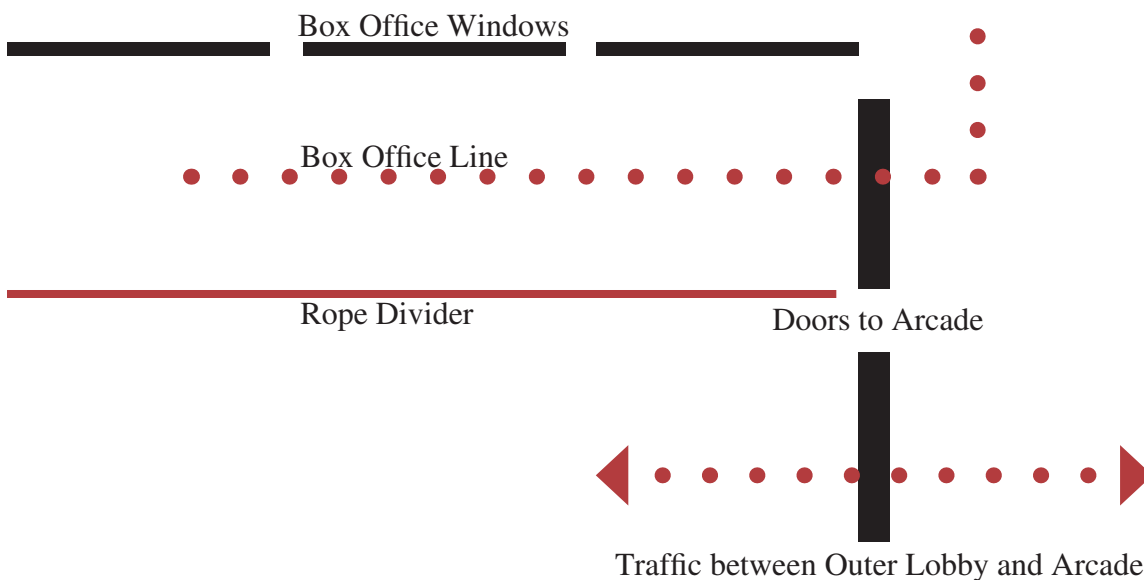 Box Office Windows
Box Office Line
Rope Divider
Doors to Arcade
Traffic between Outer Lobby and Arcade